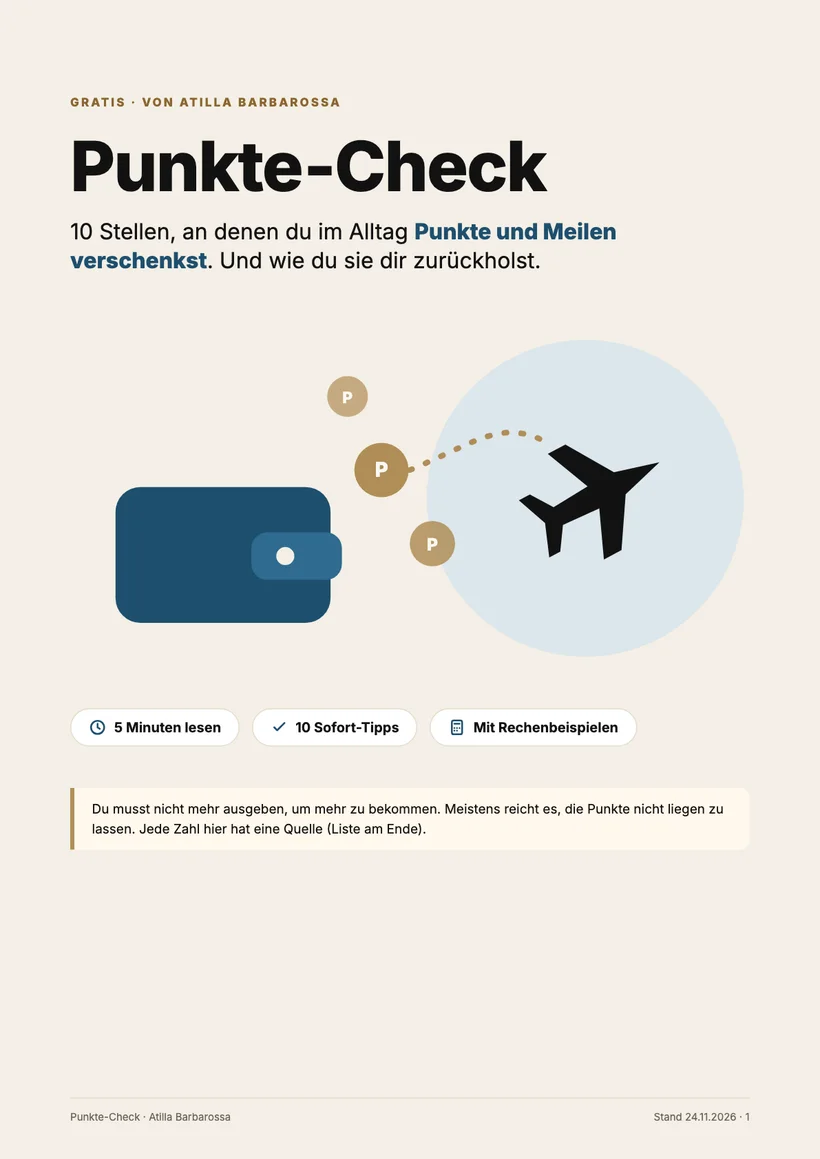 GRATIS · VON ATILLA BARBAROSSA
Punkte-Check
10 Stellen, an denen du im Alltag Punkte und Meilen
verschenkst. Und wie du sie dir zurückholst.
P
P
P
5 Minuten lesen
10 Sofort-Tipps
Mit Rechenbeispielen
Du musst nicht mehr ausgeben, um mehr zu bekommen. Meistens reicht es, die Punkte nicht liegen zu
lassen. Jede Zahl hier hat eine Quelle (Liste am Ende).
Punkte-Check · Atilla Barbarossa
Stand 24.11.2026 · 1